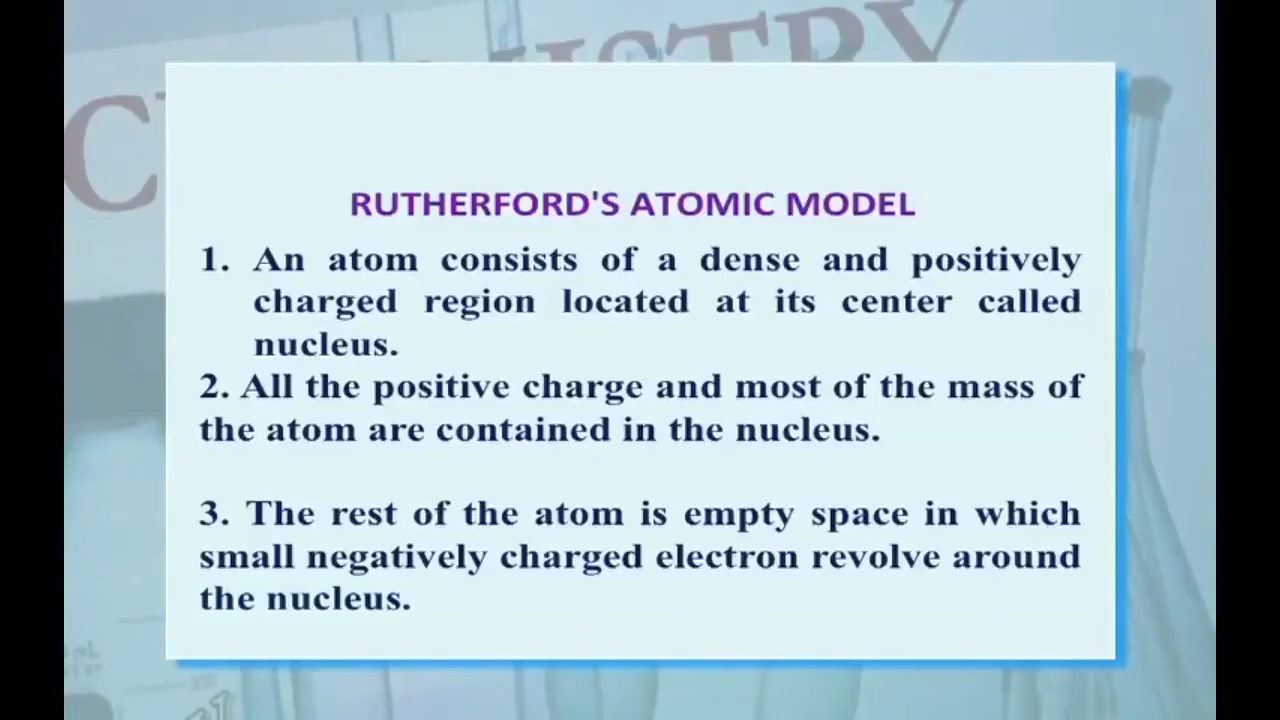 RUTHERFORD'S ATOMIC MODEL
1. An atom consists of a dense and positively
charged region located at its center called
nucleus.
2. All the positive charge and most of the mass of
the atom are contained in the nucleus.
3. The rest of the atom is empty space in which
small negatively charged electron revolve around
the nucleus.